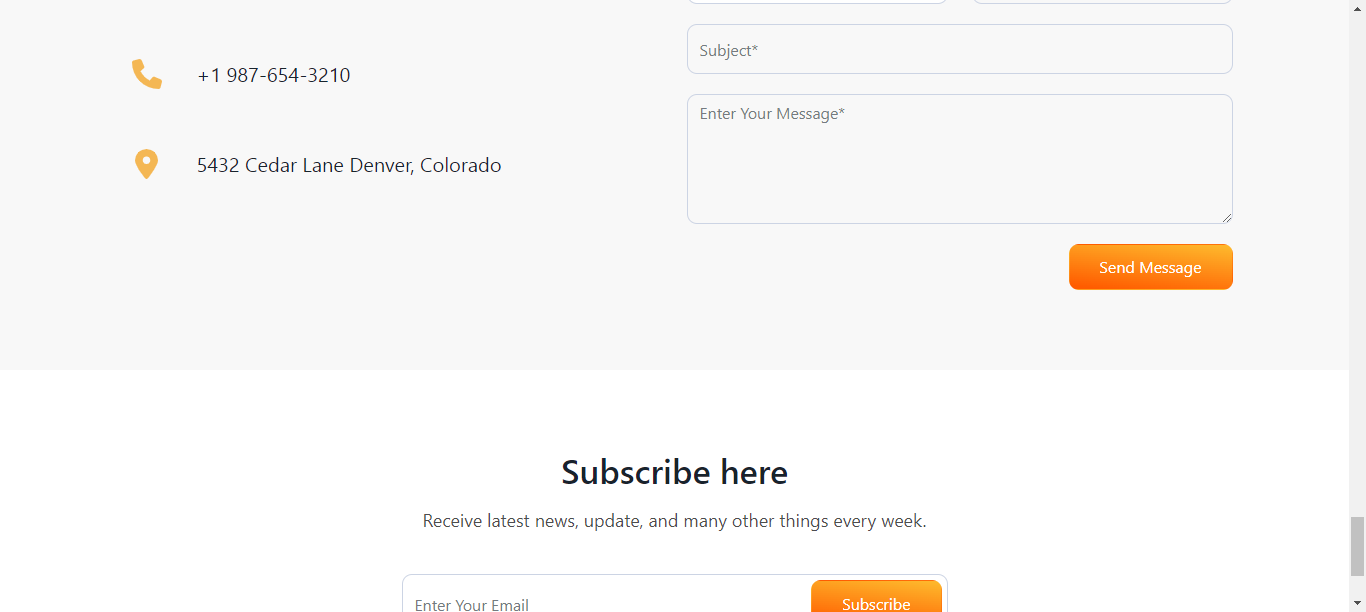 +1 987-654-3210
5432 Cedar Lane Denver, Colorado
Subject*
Enter Your Message*
Send Message
Subscribe here
Receive latest news, update, and many other things every week.
Enter Your Email
Subscribe